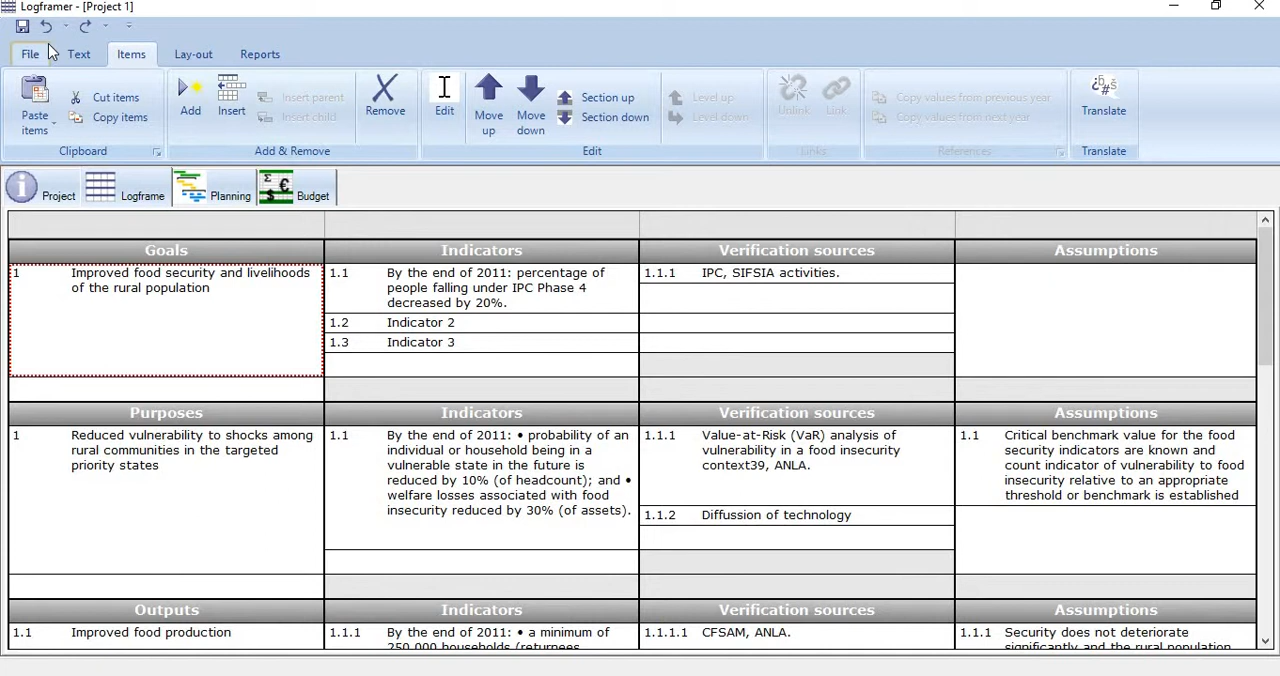 Logframer - [Project 1]
File Text Items Lay-out Reports
Paste items
Cut items
Copy items
Clipboard
Add
Insert
Insert parent
Insert child
Remove
Add & Remove
Edit
Move up
Move down
Section up
Section down
Level up
Level down
Edit
Unlink
Link
Links
Copy values from previous year
Copy values from next year
References
Translate
Translate
Project Logframe Planning Budget
Goals Indicators Verification sources Assumptions
1 Improved food security and livelihoods
of the rural population
1.1 By the end of 2011: percentage of
people falling under IPC Phase 4
decreased by 20%.
1.1.1 IPC, SIFSIA activities.
1.2 Indicator 2
1.3 Indicator 3
Purposes Indicators Verification sources Assumptions
1 Reduced vulnerability to shocks among
rural communities in the targeted
priority states
1.1 By the end of 2011: • probability of an
individual or household being in a
vulnerable state in the future is
reduced by 10% (of headcount); and •
welfare losses associated with food
insecurity reduced by 30% (of assets).
1.1.1 Value-at-Risk (VaR) analysis of
vulnerability in a food insecurity
context39, ANLA.
1.1.2 Diffussion of technology
1.1 Critical benchmark value for the food
security indicators are known and
count indicator of vulnerability to food
insecurity relative to an appropriate
threshold or benchmark is established
Outputs Indicators Verification sources Assumptions
1.1 Improved food production
1.1.1 By the end of 2011: • a minimum of
250,000 households (returnees,
1.1.1.1 CFSAM, ANLA.
1.1.1 Security does not deteriorate
significantly and the rural population